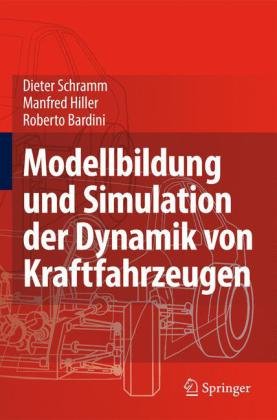 Dieter Schramm
Manfred Hiller
Roberto Bardini
Modellbildung
und Simulation
der Dynamik von
Kraftfahrzeugen
Springer